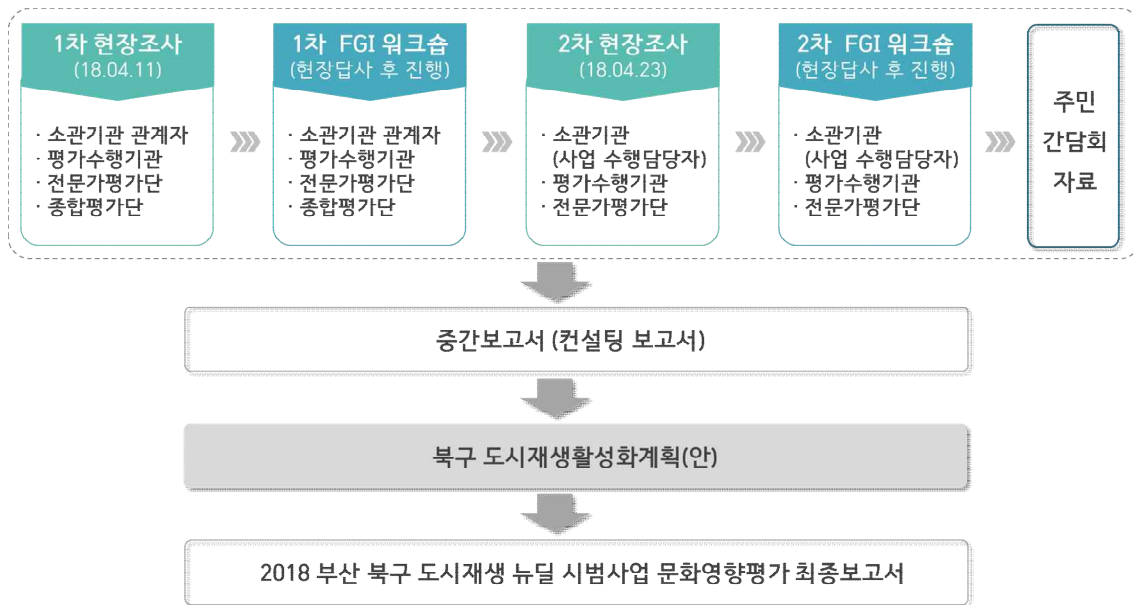 1차 현장조사
(18.04.11)
· 소관기관 관계자
· 평가수행기관
· 전문가평가단
· 종합평가단
1차 FGI 워크숍
(현장답사 후 진행)
· 소관기관 관계자
· 평가수행기관
· 전문가평가단
· 종합평가단
2차 현장조사
(18.04.23)
· 소관기관
(사업 수행담당자)
· 평가수행기관
· 전문가평가단
2차 FGI 워크숍
(현장답사 후 진행)
· 소관기관
(사업 수행담당자)
· 평가수행기관
· 전문가평가단
주민
간담회
자료
중간보고서 (컨설팅 보고서)
북구 도시재생활성화계획(안)
2018 부산 북구 도시재생 뉴딜 시범사업 문화영향평가 최종보고서